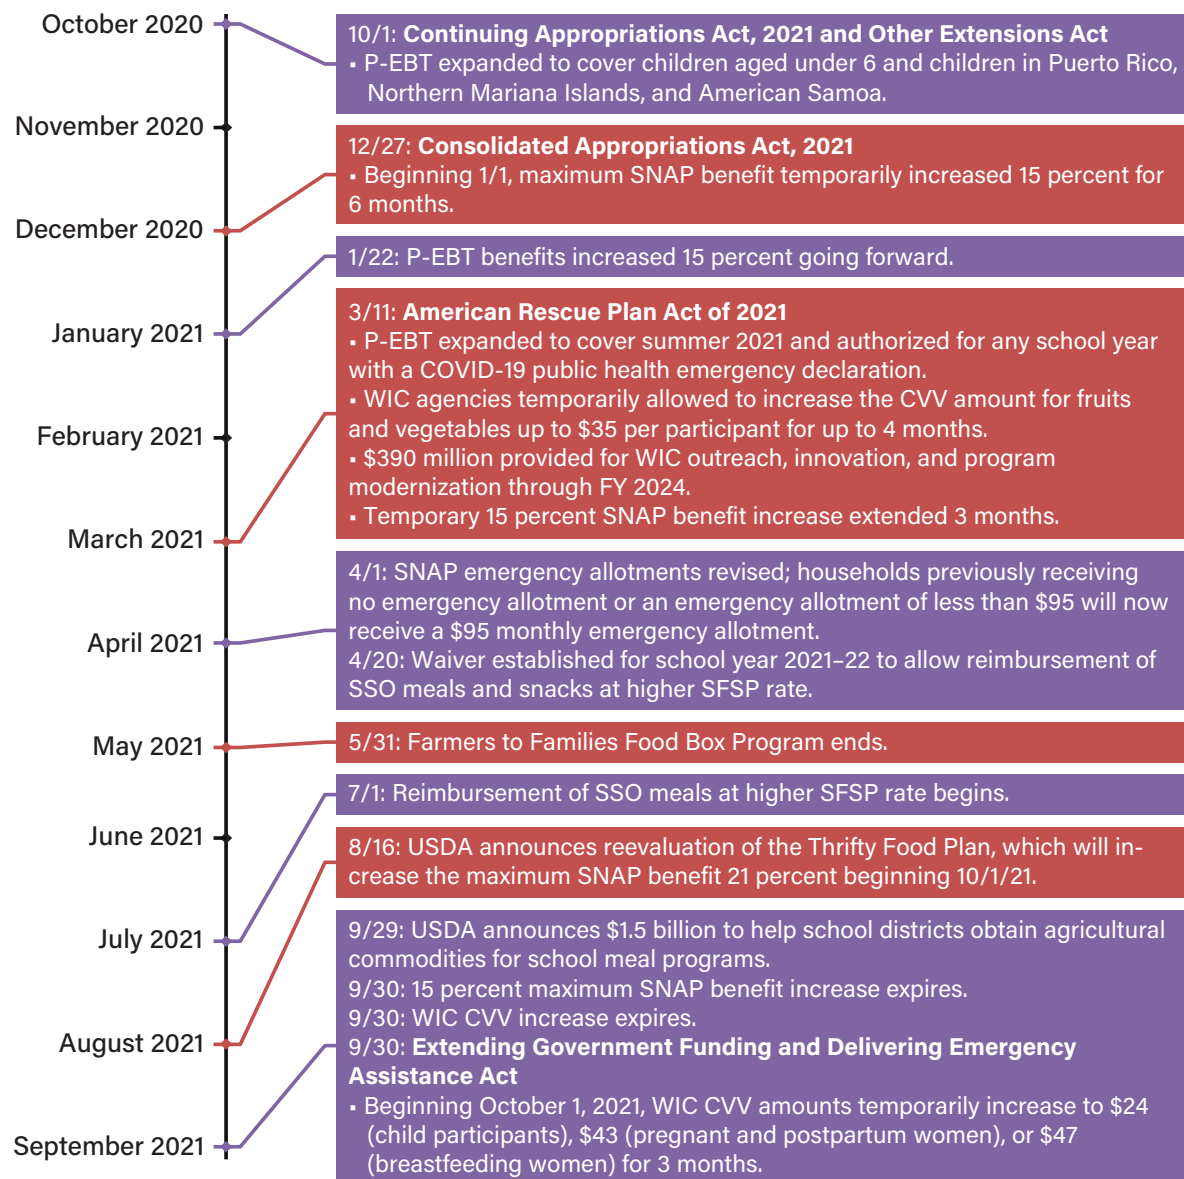 October 2020
10/1: Continuing Appropriations Act, 2021 and Other Extensions Act
▪ P-EBT expanded to cover children aged under 6 and children in Puerto Rico,
Northern Mariana Islands, and American Samoa.
November 2020
12/27: Consolidated Appropriations Act, 2021
▪ Beginning 1/1, maximum SNAP benefit temporarily increased 15 percent for
6 months.
December 2020
1/22: P-EBT benefits increased 15 percent going forward.
January 2021
3/11: American Rescue Plan Act of 2021
▪ P-EBT expanded to cover summer 2021 and authorized for any school year
with a COVID-19 public health emergency declaration.
▪ WIC agencies temporarily allowed to increase the CVV amount for fruits
and vegetables up to $35 per participant for up to 4 months.
▪ $390 million provided for WIC outreach, innovation, and program
modernization through FY 2024.
▪ Temporary 15 percent SNAP benefit increase extended 3 months.
February 2021
March 2021
4/1: SNAP emergency allotments revised; households previously receiving
no emergency allotment or an emergency allotment of less than $95 will now
receive a $95 monthly emergency allotment.
4/20: Waiver established for school year 2021–22 to allow reimbursement of
SSO meals and snacks at higher SFSP rate.
April 2021
May 2021
5/31: Farmers to Families Food Box Program ends.
7/1: Reimbursement of SSO meals at higher SFSP rate begins.
June 2021
8/16: USDA announces reevaluation of the Thrifty Food Plan, which will in-
crease the maximum SNAP benefit 21 percent beginning 10/1/21.
July 2021
9/29: USDA announces $1.5 billion to help school districts obtain agricultural
commodities for school meal programs.
9/30: 15 percent maximum SNAP benefit increase expires.
9/30: WIC CVV increase expires.
9/30: Extending Government Funding and Delivering Emergency
Assistance Act
▪ Beginning October 1, 2021, WIC CVV amounts temporarily increase to $24
(child participants), $43 (pregnant and postpartum women), or $47
(breastfeeding women) for 3 months.
August 2021
September 2021